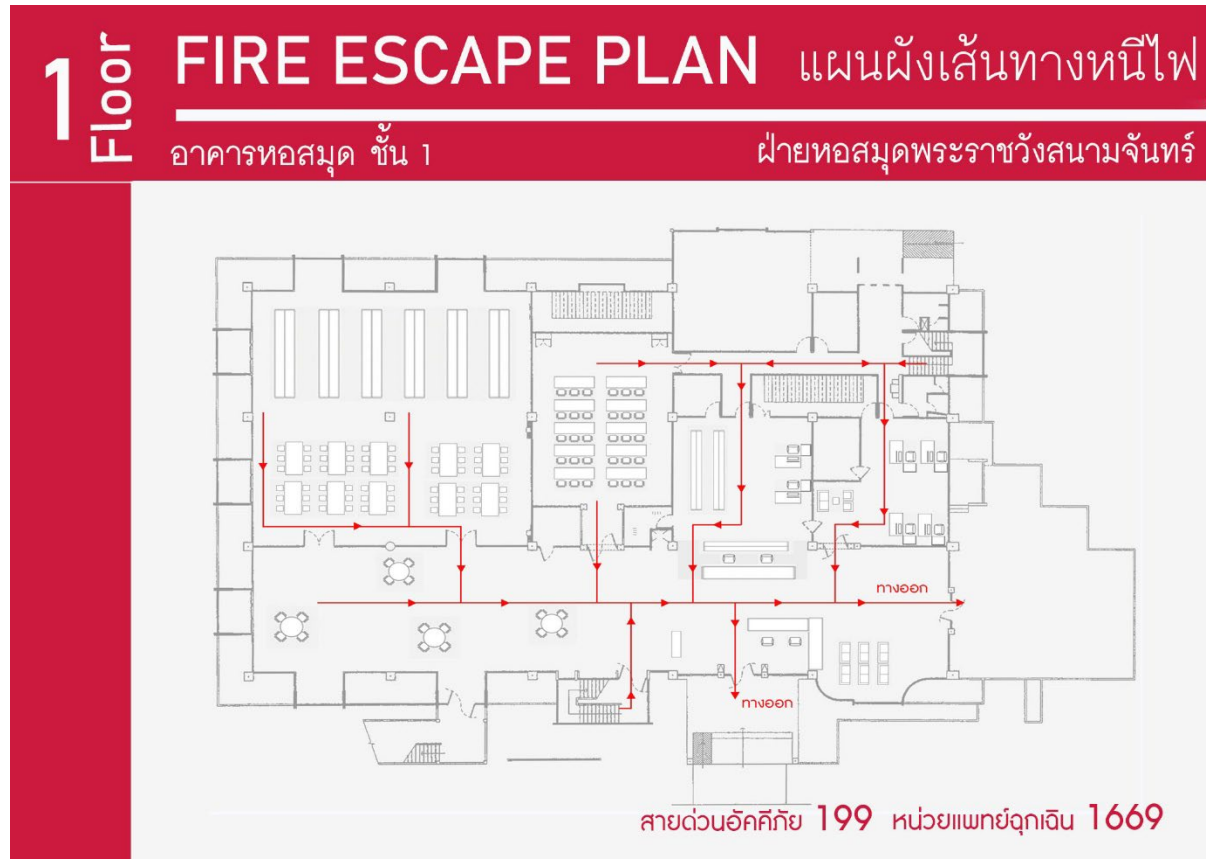 1 Floor
FIRE ESCAPE PLAN แผนผังเส้นทางหนีไฟ
อาคารหอสมุด ชั้น 1 ฝ่ายหอสมุดพระราชวังสนามจันทร์
ทางออก
ทางออก
สายด่วนอัคคีภัย 199 หน่วยแพทย์ฉุกเฉิน 1669